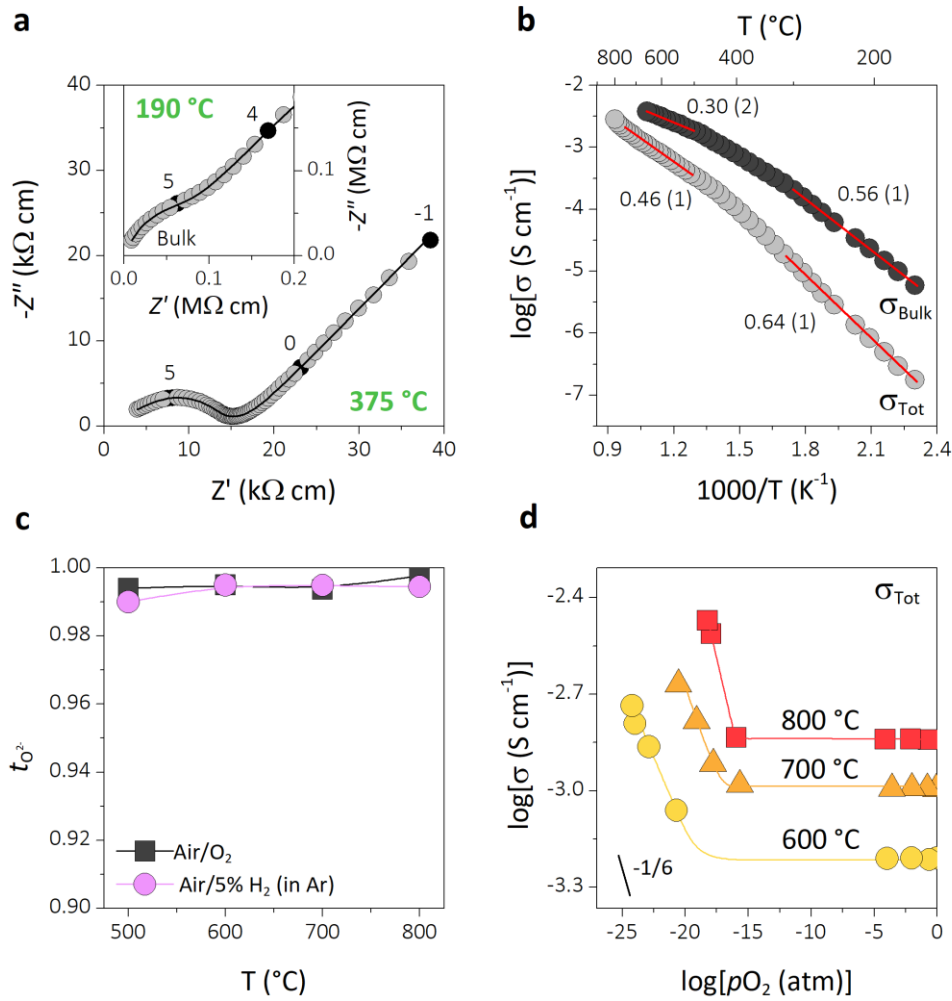 a
-Z'' (kΩ cm)
40
30
20
10
0
0
10
20
30
40
Z' (kΩ cm)
190 °C
4
5
Bulk
0.0
0.1
0.2
Z' (MΩ cm)
0.1
0.0
-Z'' (MΩ cm)
-1
0
5
375 °C
b
T (°C)
800
600
400
200
log[σ (S cm⁻¹)]
-2
-3
-4
-5
-6
-7
0.30 (2)
0.46 (1)
0.56 (1)
0.64 (1)
σBulk
σTot
0.9
1.2
1.5
1.8
2.1
2.4
1000/T (K⁻¹)
c
tO²⁻
1.00
0.98
0.96
0.94
0.92
0.90
Air/O₂
Air/5% H₂ (in Ar)
500
600
700
800
T (°C)
d
log[σ (S cm⁻¹)]
-2.4
-2.7
-3.0
-3.3
σTot
800 °C
700 °C
600 °C
-1/6
-25
-20
-15
-10
-5
0
log[pO₂ (atm)]